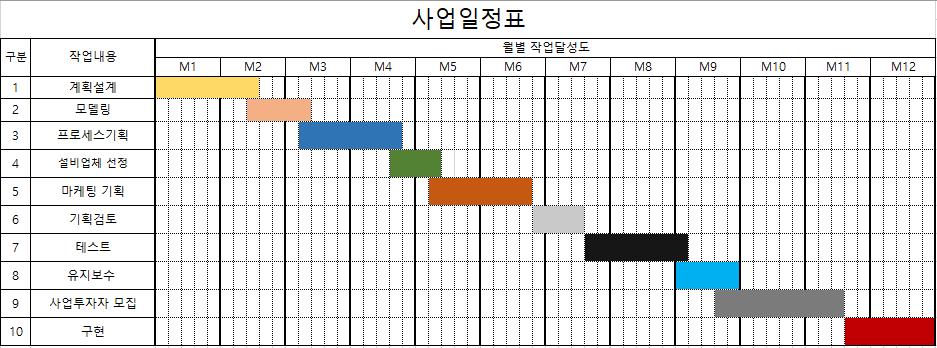 사업일정표
구분 작업내용 월별 작업달성도
M1 M2 M3 M4 M5 M6 M7 M8 M9 M10 M11 M12
1 계획설계
2 모델링
3 프로세스기획
4 설비업체 선정
5 마케팅 기획
6 기획검토
7 테스트
8 유지보수
9 사업투자자 모집
10 구현